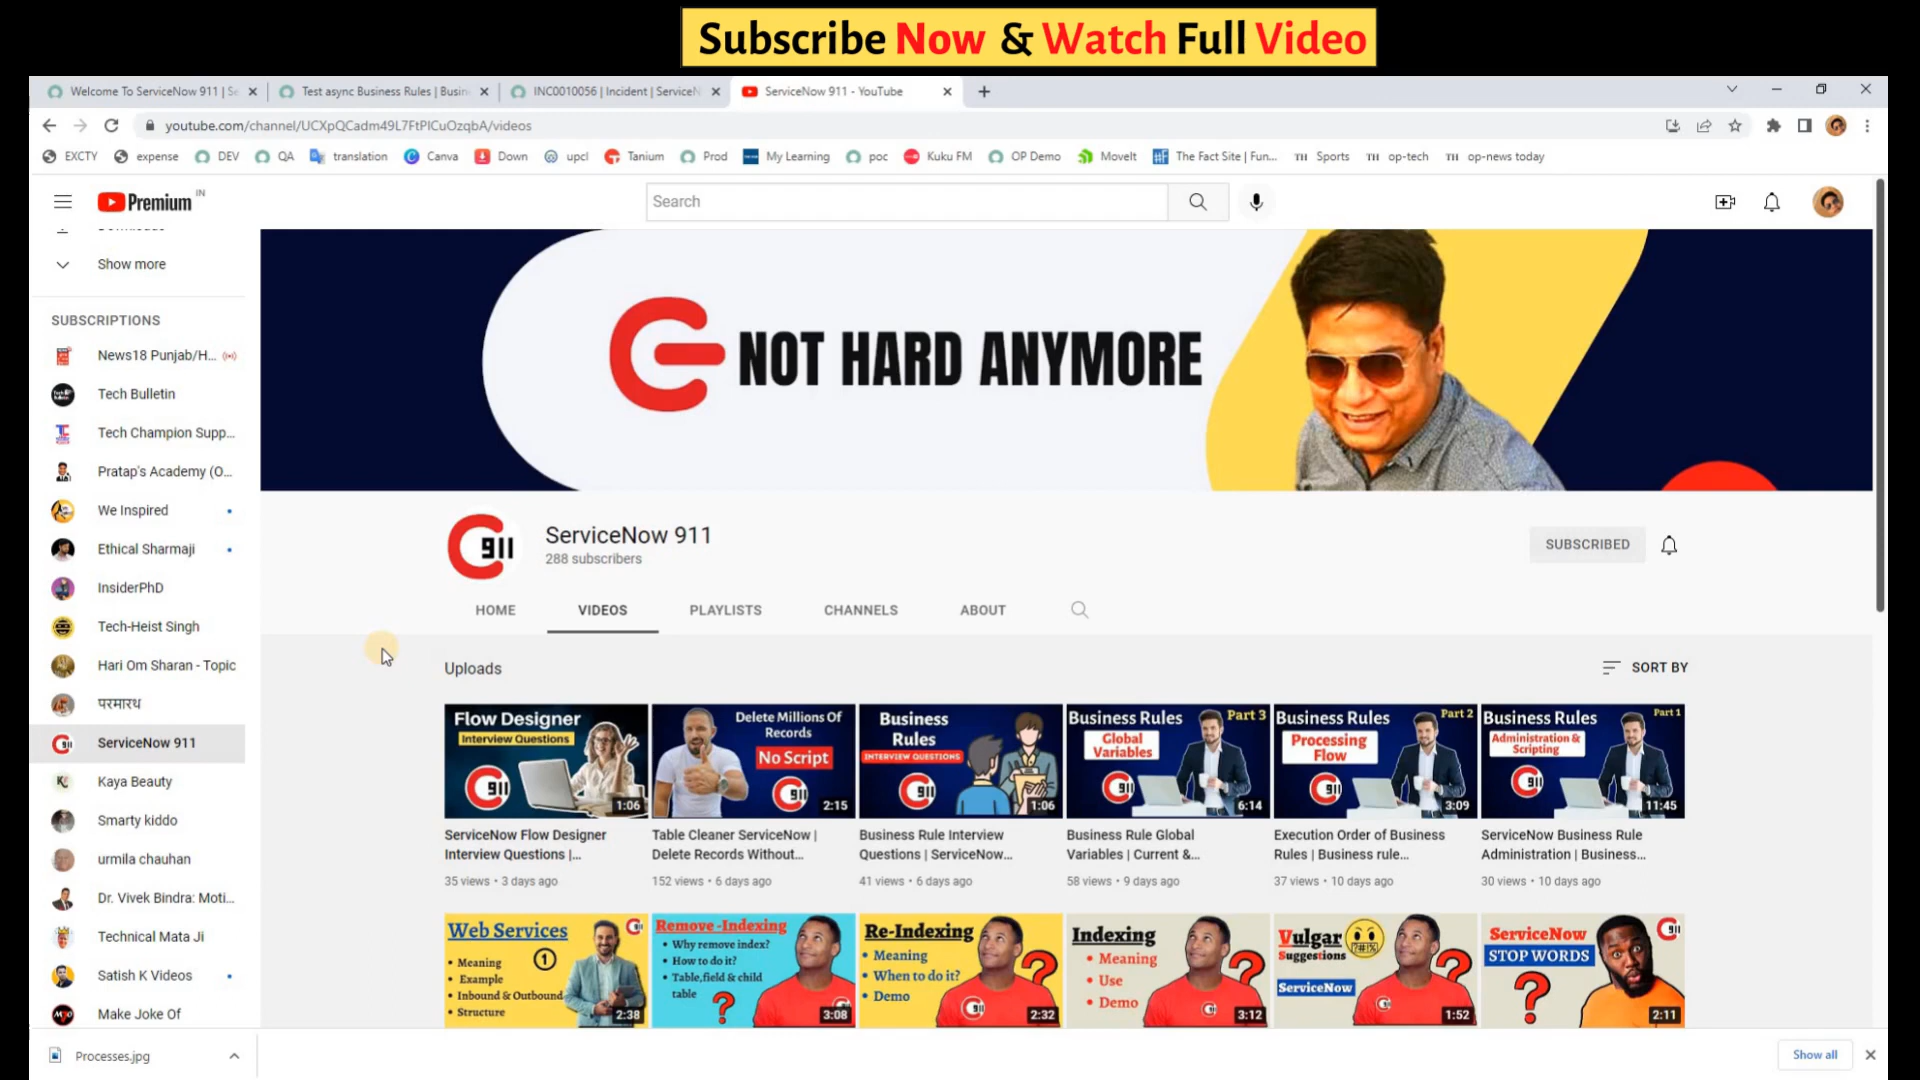 Subscribe Now & Watch Full Video
Welcome To ServiceNow 911 | Se
Test async Business Rules | Busin
INC0010056 | Incident | ServiceN
ServiceNow 911 - YouTube
youtube.com/channel/UCXpQCadm49L7FtPICuOzqbA/videos
EXCTY expense DEV QA translation Canva Down upcl Tanium Prod My Learning poc Kuku FM OP Demo MoveIt The Fact Site | Fun... TH Sports TH op-tech TH op-news today
Premium IN
Search
Show more
SUBSCRIPTIONS
News18 Punjab/H...
Tech Bulletin
Tech Champion Supp...
Pratap's Academy (O...
We Inspired
Ethical Sharmaji
InsiderPhD
Tech-Heist Singh
Hari Om Sharan - Topic
परमारथ
ServiceNow 911
Kaya Beauty
Smarty kiddo
urmila chauhan
Dr. Vivek Bindra: Moti...
Technical Mata Ji
Satish K Videos
Make Joke Of
NOT HARD ANYMORE
911
ServiceNow 911
288 subscribers
SUBSCRIBED
HOME VIDEOS PLAYLISTS CHANNELS ABOUT
Uploads
SORT BY
Flow Designer
Interview Questions
911
1:06
ServiceNow Flow Designer
Interview Questions |...
35 views • 3 days ago
Delete Millions Of
Records
No Script
911
2:15
Table Cleaner ServiceNow |
Delete Records Without...
152 views • 6 days ago
Business
Rules
INTERVIEW QUESTIONS
911
1:06
Business Rule Interview
Questions | ServiceNow...
41 views • 6 days ago
Business Rules Part 3
Global
Variables
911
6:14
Business Rule Global
Variables | Current &...
58 views • 9 days ago
Business Rules Part 2
Processing
Flow
911
3:09
Execution Order of Business
Rules | Business rule...
37 views • 10 days ago
Business Rules Part 1
Administration &
Scripting
911
11:45
ServiceNow Business Rule
Administration | Business...
30 views • 10 days ago
Web Services
• Meaning
• Example
• Inbound & Outbound
• Structure
1
2:38
Remove -Indexing
• Why remove index?
• How to do it?
• Table,field & child
table
?
3:08
Re-Indexing
• Meaning
• When to do it?
• Demo
?
2:32
Indexing
• Meaning
• Use
• Demo
?
3:12
Vulgar
Suggestions
ServiceNow
?
1:52
ServiceNow
STOP WORDS
?
2:11
Processes.jpg
Show all